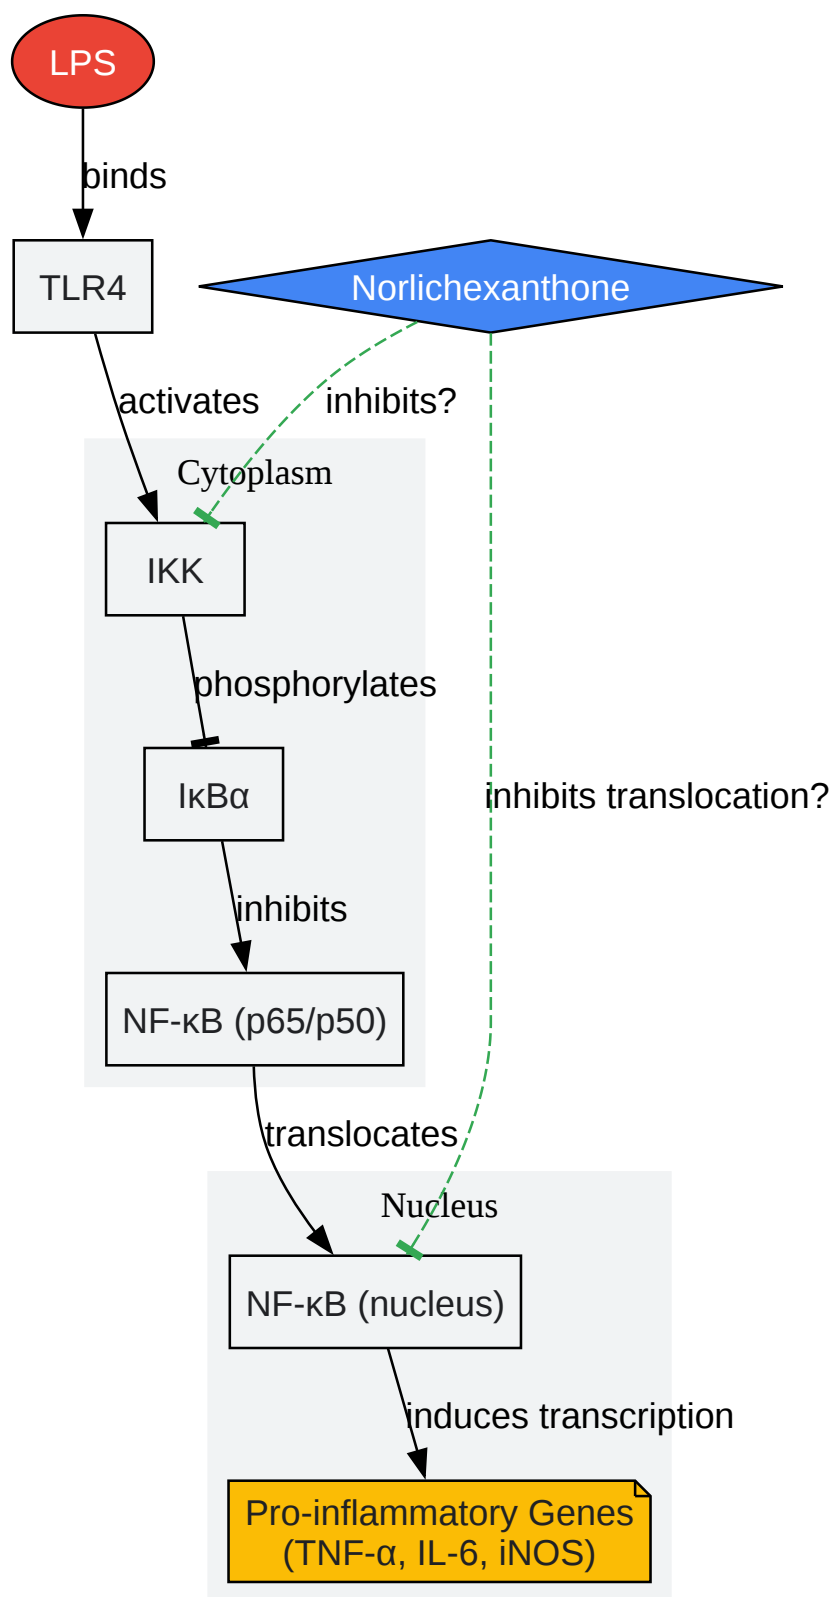 LPS
binds
TLR4
Norlichexanthone
activates
inhibits?
Cytoplasm
IKK
phosphorylates
IκBα
inhibits translocation?
inhibits
NF-κB (p65/p50)
translocates
Nucleus
NF-κB (nucleus)
induces transcription
Pro-inflammatory Genes
(TNF-α, IL-6, iNOS)